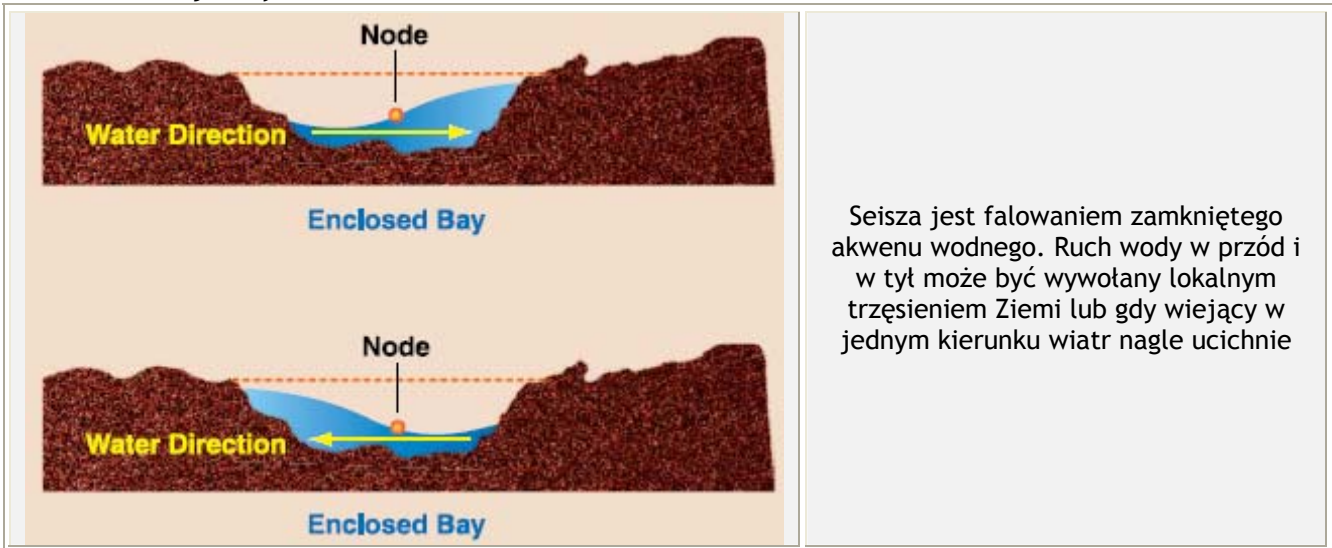 Node
Water Direction
Enclosed Bay
Node
Water Direction
Enclosed Bay
Seisza jest falowaniem zamkniętego
akwenu wodnego. Ruch wody w przód i
w tył może być wywołany lokalnym
trzęsieniem Ziemi lub gdy wiejący w
jednym kierunku wiatr nagle ucichnie